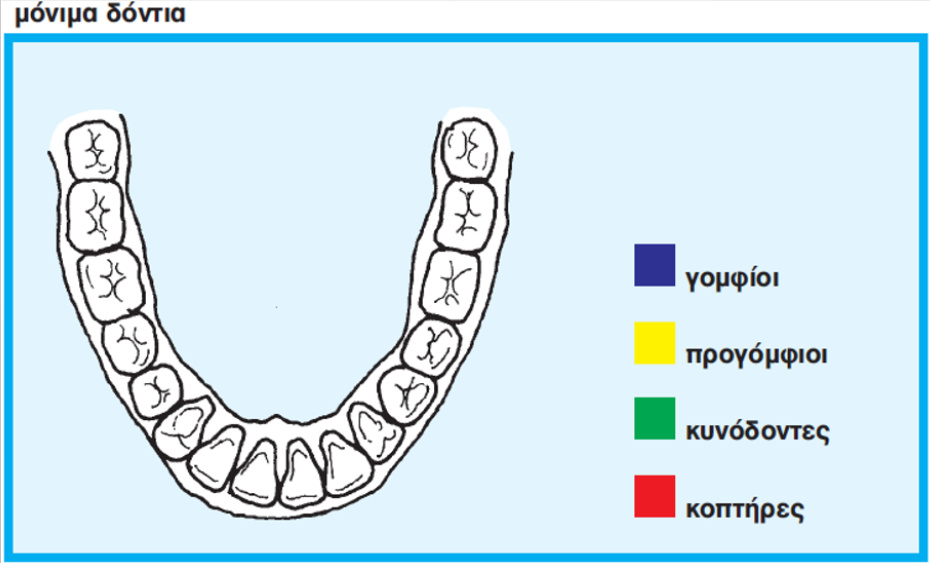 μόνιμα δόντια
γομφίοι
προγόμφιοι
κυνόδοντες
κοπτήρες